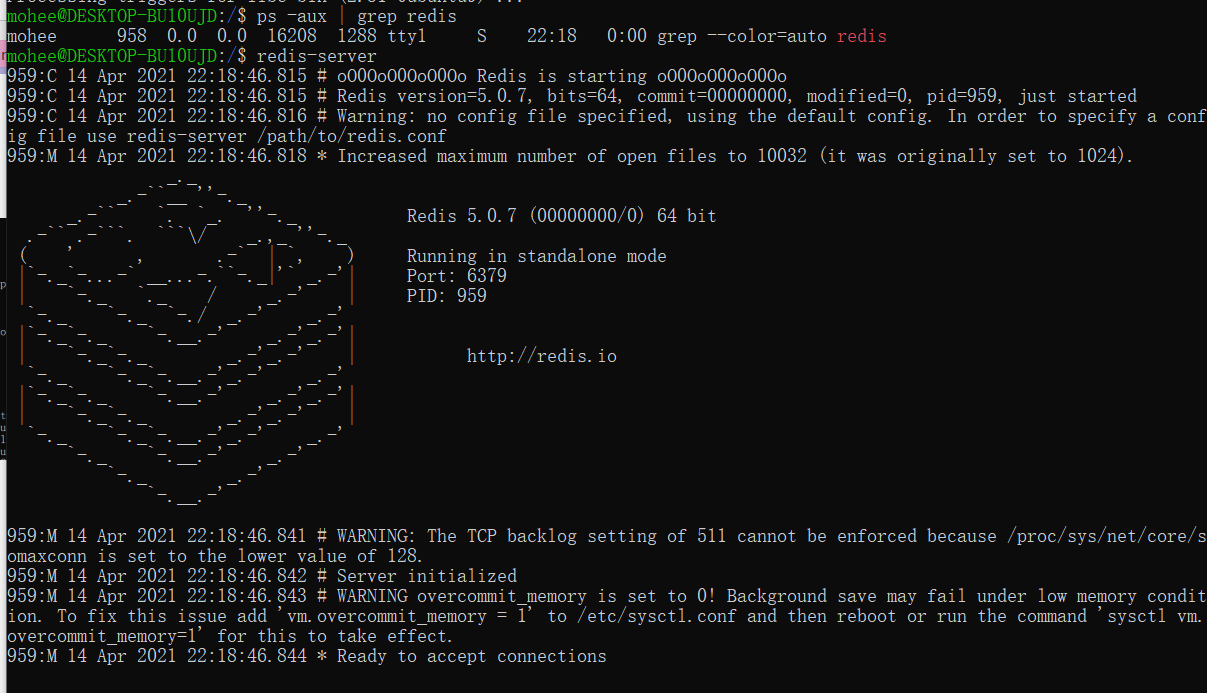 mohee@DESKTOP-BU10UJD:/$ ps -aux | grep redis
mohee      958  0.0  0.0  16208  1288 tty1     S    22:18   0:00 grep --color=auto redis
mohee@DESKTOP-BU10UJD:/$ redis-server
959:C 14 Apr 2021 22:18:46.815 # oO0OoO0OoO0Oo Redis is starting oO0OoO0OoO0Oo
959:C 14 Apr 2021 22:18:46.815 # Redis version=5.0.7, bits=64, commit=00000000, modified=0, pid=959, just started
959:C 14 Apr 2021 22:18:46.816 # Warning: no config file specified, using the default config. In order to specify a conf
ig file use redis-server /path/to/redis.conf
959:M 14 Apr 2021 22:18:46.818 * Increased maximum number of open files to 10032 (it was originally set to 1024).
Redis 5.0.7 (00000000/0) 64 bit
Running in standalone mode
Port: 6379
PID: 959
http://redis.io
959:M 14 Apr 2021 22:18:46.841 # WARNING: The TCP backlog setting of 511 cannot be enforced because /proc/sys/net/core/s
omaxconn is set to the lower value of 128.
959:M 14 Apr 2021 22:18:46.842 # Server initialized
959:M 14 Apr 2021 22:18:46.843 # WARNING overcommit_memory is set to 0! Background save may fail under low memory condit
ion. To fix this issue add 'vm.overcommit_memory = 1' to /etc/sysctl.conf and then reboot or run the command 'sysctl vm.
overcommit_memory=1' for this to take effect.
959:M 14 Apr 2021 22:18:46.844 * Ready to accept connections